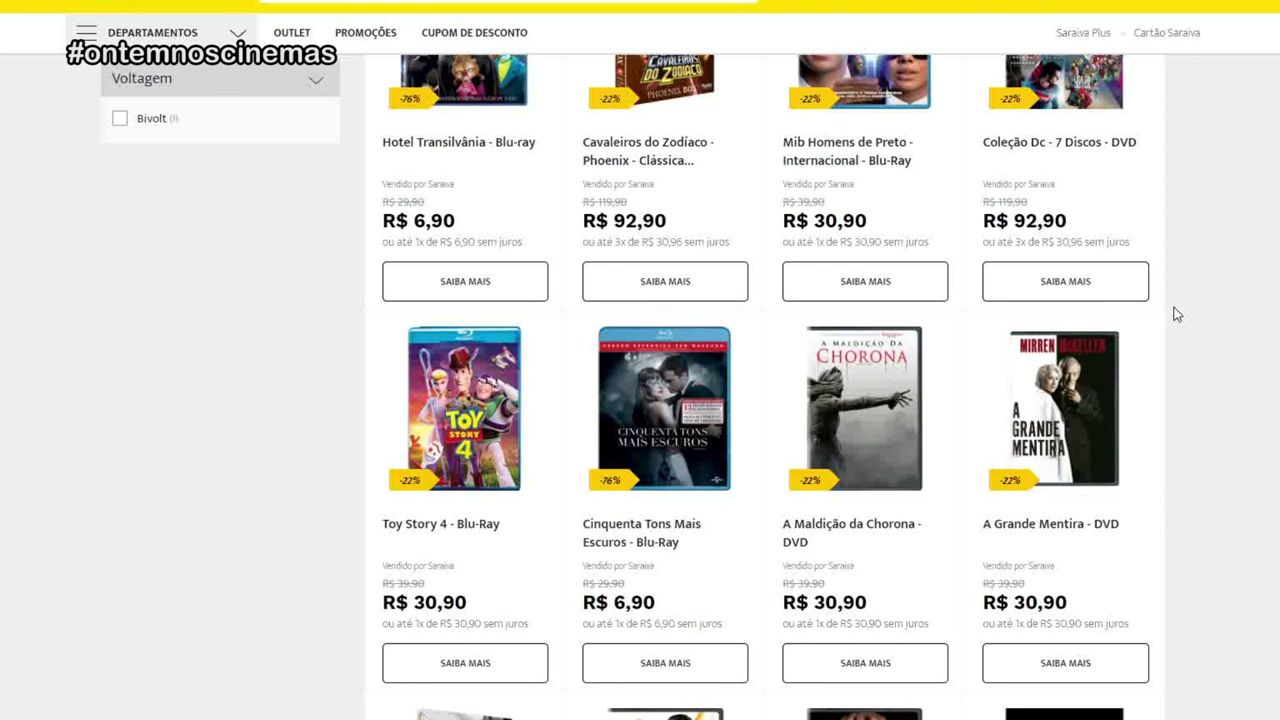 DEPARTAMENTOS OUTLET PROMOÇÕES CUPOM DE DESCONTO Saraiva Plus Cartão Saraiva
#ontemnoscinemas
Voltagem
Bivolt (1)
-76% -22% -22% -22%
CAVALEIROS DO ZODÍACO
Hotel Transilvânia - Blu-ray
Cavaleiros do Zodíaco - Phoenix - Clássica...
Mib Homens de Preto - Internacional - Blu-Ray
Coleção Dc - 7 Discos - DVD
Vendido por Saraiva Vendido por Saraiva Vendido por Saraiva Vendido por Saraiva
R$ 29,90 R$ 119,90 R$ 39,90 R$ 119,90
R$ 6,90 R$ 92,90 R$ 30,90 R$ 92,90
ou até 1x de R$ 6,90 sem juros ou até 3x de R$ 30,96 sem juros ou até 1x de R$ 30,90 sem juros ou até 3x de R$ 30,96 sem juros
SAIBA MAIS SAIBA MAIS SAIBA MAIS SAIBA MAIS
TOY STORY 4
CINQUENTA TONS MAIS ESCUROS
A MALDIÇÃO DA CHORONA
MIRREN McKELLEN
A GRANDE MENTIRA
-22% -76% -22% -22%
Toy Story 4 - Blu-Ray
Cinquenta Tons Mais Escuros - Blu-Ray
A Maldição da Chorona - DVD
A Grande Mentira - DVD
Vendido por Saraiva Vendido por Saraiva Vendido por Saraiva Vendido por Saraiva
R$ 39,90 R$ 29,90 R$ 39,90 R$ 39,90
R$ 30,90 R$ 6,90 R$ 30,90 R$ 30,90
ou até 1x de R$ 30,90 sem juros ou até 1x de R$ 6,90 sem juros ou até 1x de R$ 30,90 sem juros ou até 1x de R$ 30,90 sem juros
SAIBA MAIS SAIBA MAIS SAIBA MAIS SAIBA MAIS